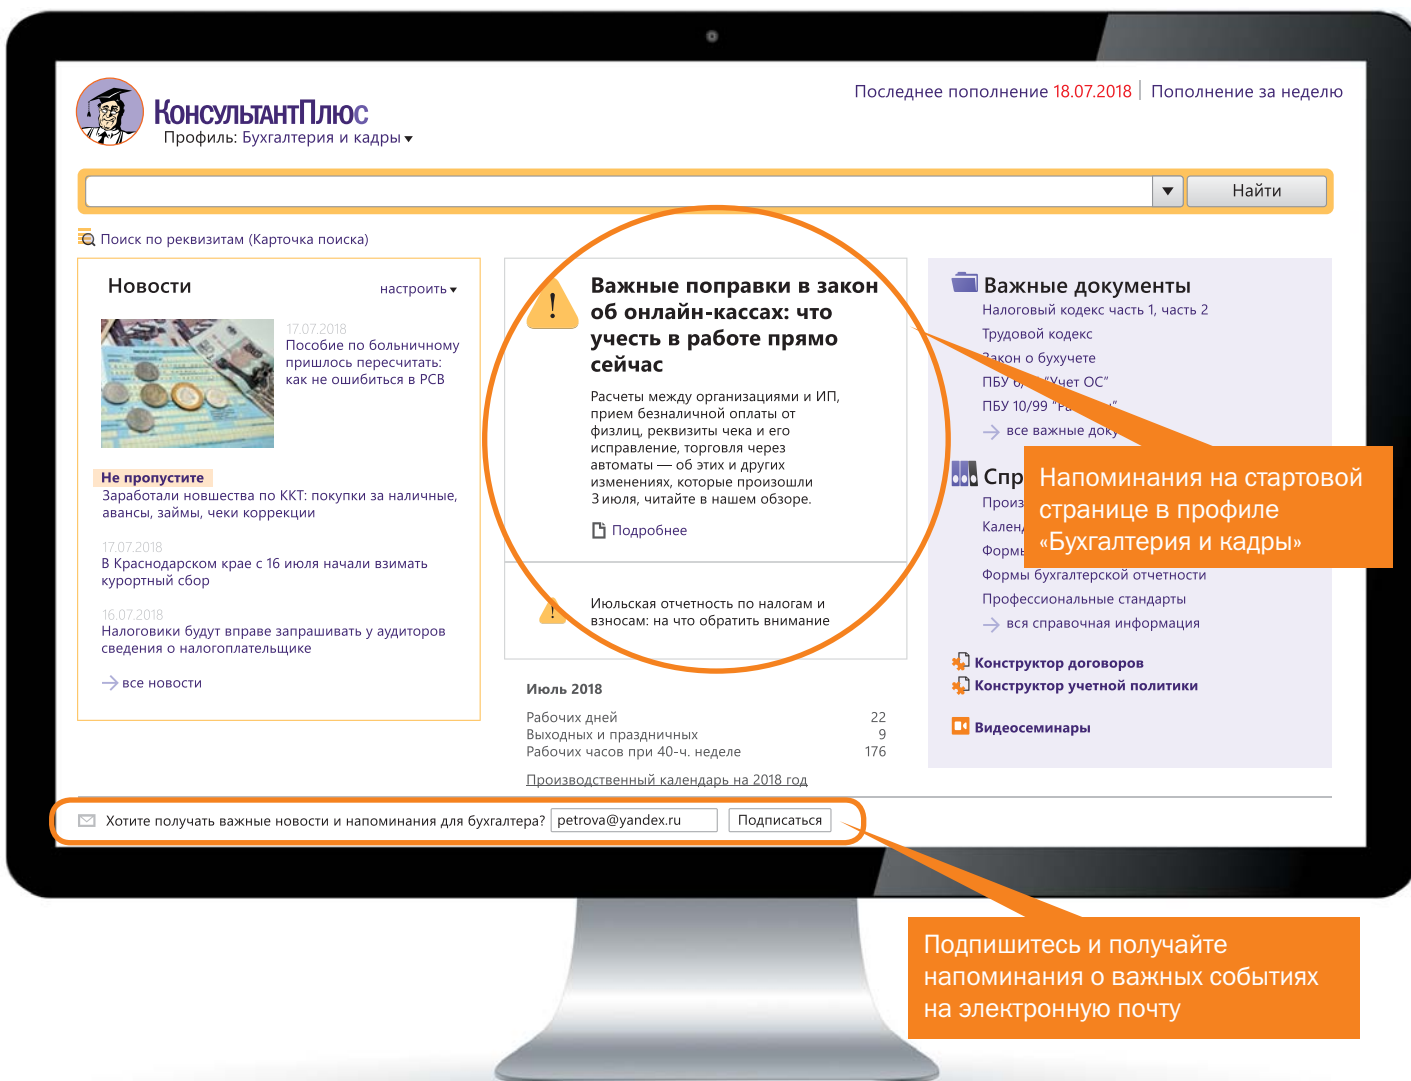 КонсультантПлюс
Профиль: Бухгалтерия и кадры
Последнее пополнение 18.07.2018 | Пополнение за неделю
Найти
Поиск по реквизитам (Карточка поиска)
Новости
настроить
17.07.2018
Пособие по больничному
пришлось пересчитать:
как не ошибиться в РСВ
Не пропустите
Заработали новшества по ККТ: покупки за наличные,
авансы, займы, чеки коррекции
17.07.2018
В Краснодарском крае с 16 июля начали взимать
курортный сбор
16.07.2018
Налоговики будут вправе запрашивать у аудиторов
сведения о налогоплательщике
все новости
Важные поправки в закон
об онлайн-кассах: что
учесть в работе прямо
сейчас
Расчеты между организациями и ИП,
прием безналичной оплаты от
физлиц, реквизиты чека и его
исправление, торговля через
автоматы — об этих и других
изменениях, которые произошли
3 июля, читайте в нашем обзоре.
Подробнее
Июльская отчетность по налогам и
взносам: на что обратить внимание
Июль 2018
Рабочих дней 22
Выходных и праздничных 9
Рабочих часов при 40-ч. неделе 176
Производственный календарь на 2018 год
Важные документы
Налоговый кодекс часть 1, часть 2
Трудовой кодекс
Закон о бухучете
ПБУ "Учет ОС"
ПБУ 10/99
все важные
Формы бухгалтерской отчетности
Профессиональные стандарты
вся справочная информация
Конструктор договоров
Конструктор учетной политики
Видеосеминары
Напоминания на стартовой
странице в профиле
«Бухгалтерия и кадры»
Хотите получать важные новости и напоминания для бухгалтера? petrova@yandex.ru Подписаться
Подпишитесь и получайте
напоминания о важных событиях
на электронную почту